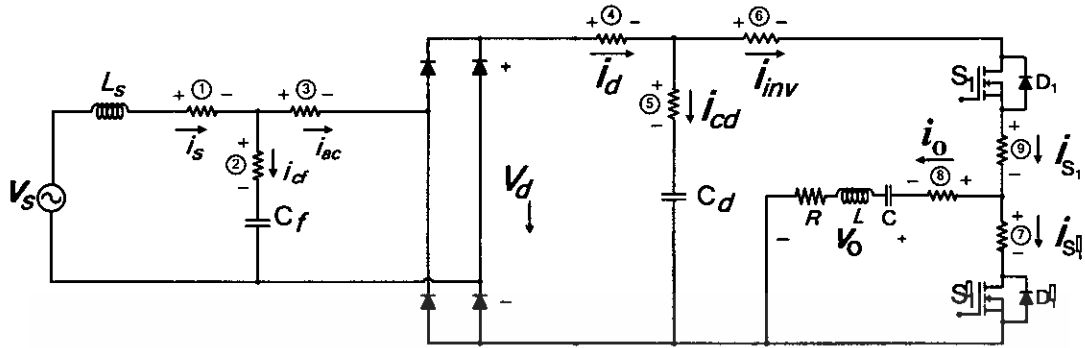 + ④ -
+ ⑥ -
i_d
i_inv
L_s
+ ① -
+ ③ -
i_s
i_ac
+
②
-
i_cf
C_f
V_s
+
V_d
-
+
⑤
-
i_cd
C_d
S_1
D_1
+
⑨
-
i_S1
i_o
- ⑧ +
R
L
C
- V_o +
+
⑦
-
i_S
S
D